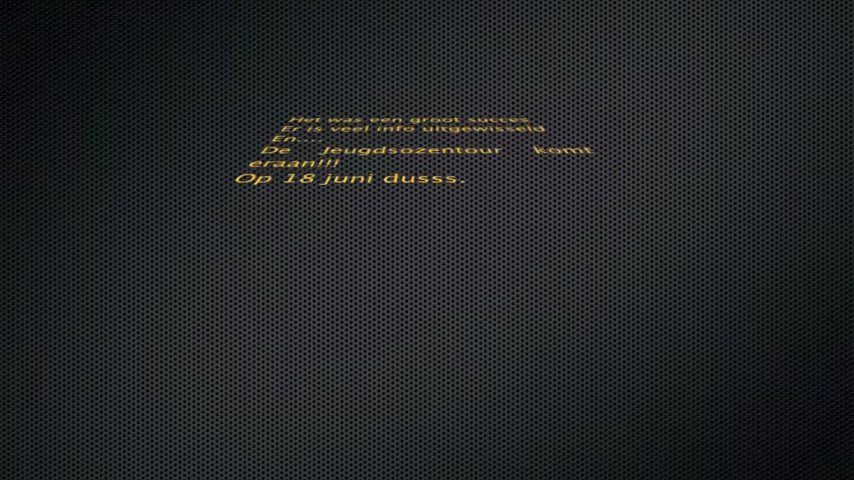 Het was een groot succes
Er is veel info uitgewisseld
En....
De Jeugdsozentour komt
eraan!!!
Op 18 juni dusss.